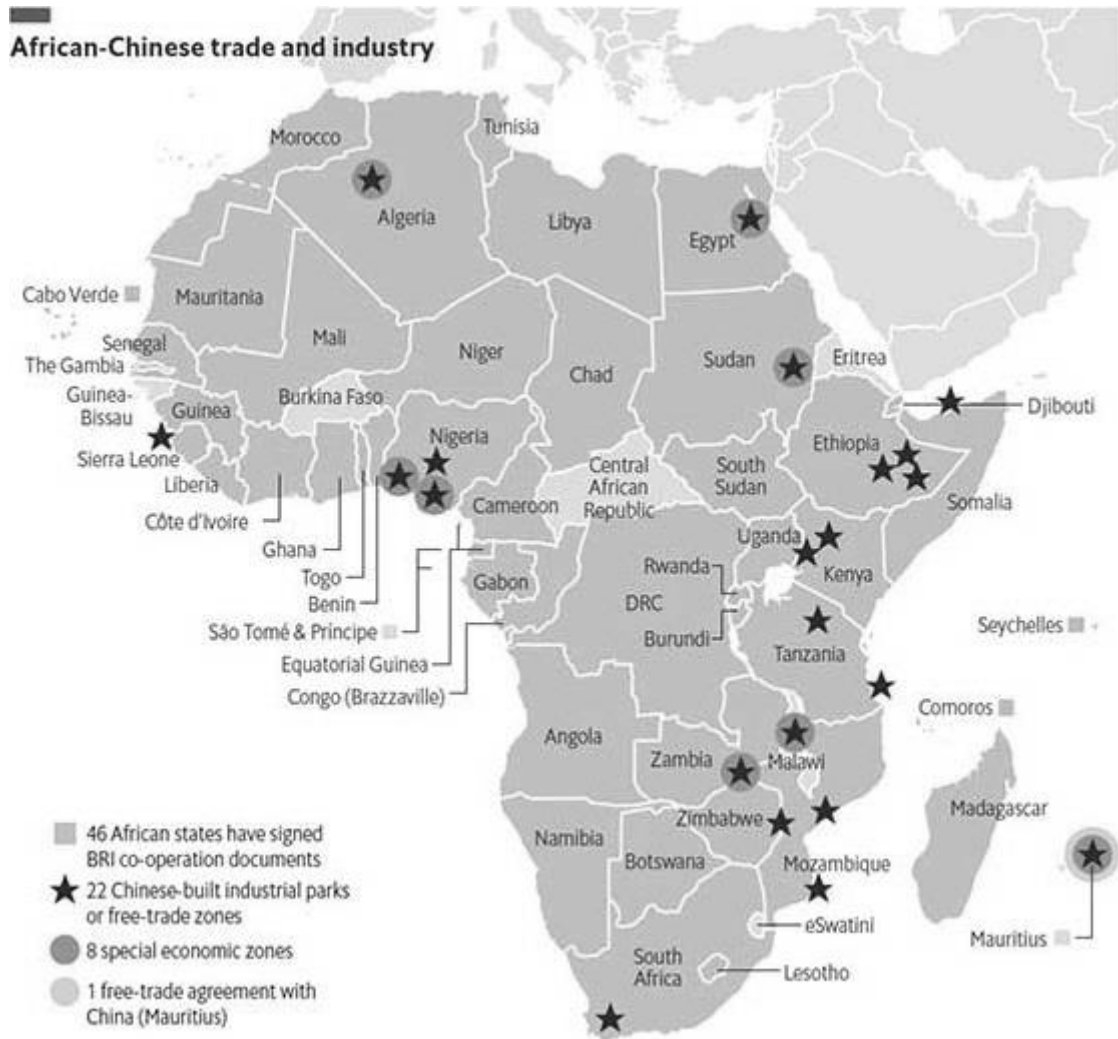 African-Chinese trade and industry
Morocco
Tunisia
Algeria
Libya
Egypt
Cabo Verde
Mauritania
Mali
Niger
Chad
Sudan
Eritrea
Senegal
The Gambia
Guinea-
Bissau
Guinea
Burkina Faso
Nigeria
Djibouti
Ethiopia
Sierra Leone
Liberia
Central
African
Republic
South
Sudan
Somalia
Cameroon
Côte d'Ivoire
Ghana
Togo
Benin
Uganda
Kenya
Gabon
Rwanda
DRC
Burundi
São Tomé & Príncipe
Equatorial Guinea
Congo (Brazzaville)
Tanzania
Seychelles
Comoros
Angola
Zambia
Malawi
Madagascar
Zimbabwe
Namibia
Botswana
Mozambique
eSwatini
Mauritius
South
Africa
Lesotho
46 African states have signed
BRI co-operation documents
22 Chinese-built industrial parks
or free-trade zones
8 special economic zones
1 free-trade agreement with
China (Mauritius)